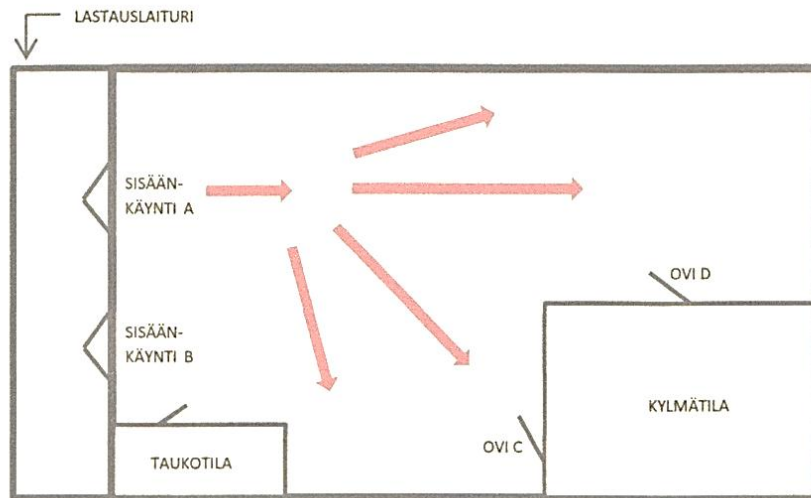 LASTAUSLAITURI
SISÄÄN-
KÄYNTI A
OVI D
SISÄÄN-
KÄYNTI B
KYLMÄTILA
OVI C
TAUKOTILA